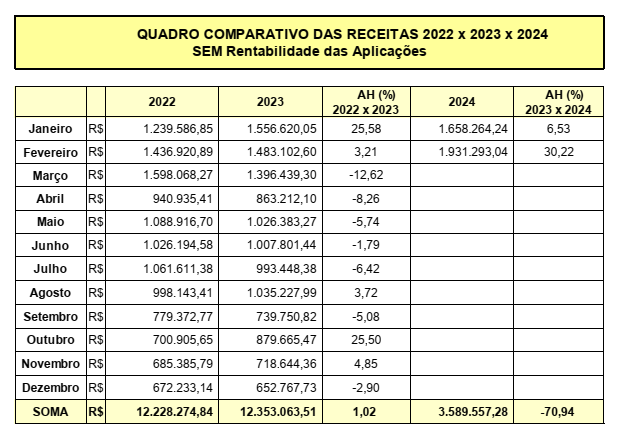 QUADRO COMPARATIVO DAS RECEITAS 2022 x 2023 x 2024
SEM Rentabilidade das Aplicações
2022 2023 AH (%) 2022 x 2023 2024 AH (%) 2023 x 2024
Janeiro R$ 1.239.586,85 1.556.620,05 25,58 1.658.264,24 6,53
Fevereiro R$ 1.436.920,89 1.483.102,60 3,21 1.931.293,04 30,22
Março R$ 1.598.068,27 1.396.439,30 -12,62
Abril R$ 940.935,41 863.212,10 -8,26
Maio R$ 1.088.916,70 1.026.383,27 -5,74
Junho R$ 1.026.194,58 1.007.801,44 -1,79
Julho R$ 1.061.611,38 993.448,38 -6,42
Agosto R$ 998.143,41 1.035.227,99 3,72
Setembro R$ 779.372,77 739.750,82 -5,08
Outubro R$ 700.905,65 879.665,47 25,50
Novembro R$ 685.385,79 718.644,36 4,85
Dezembro R$ 672.233,14 652.767,73 -2,90
SOMA R$ 12.228.274,84 12.353.063,51 1,02 3.589.557,28 -70,94